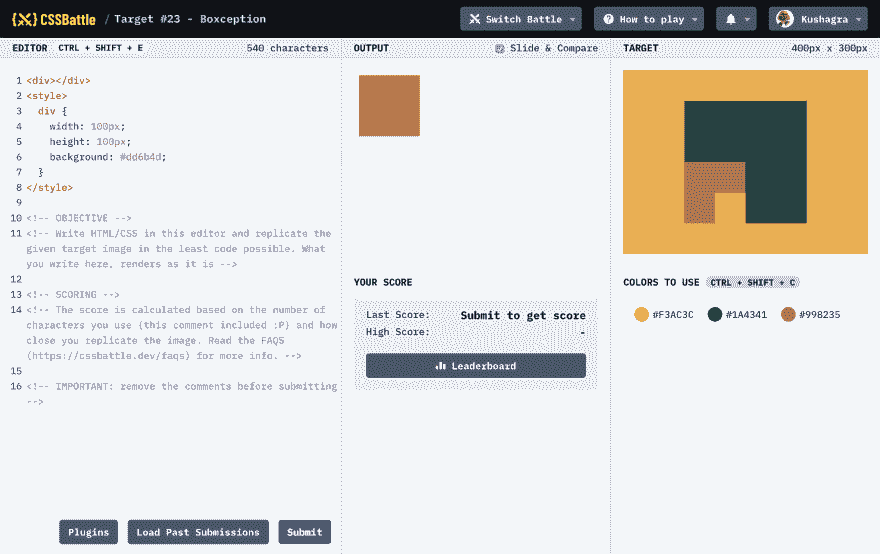 {X} CSSBattle / Target #23 - Boxception
Switch Battle
How to play
Kushagra
EDITOR CTRL + SHIFT + E 540 characters
OUTPUT Slide & Compare
TARGET 400px x 300px
1 <div></div>
2 <style>
3 div {
4 width: 100px;
5 height: 100px;
6 background: #dd6b4d;
7 }
8 </style>
9
10 <!-- OBJECTIVE -->
11 <!-- Write HTML/CSS in this editor and replicate the
given target image in the least code possible. What
you write here, renders as it is -->
12
13 <!-- SCORING -->
14 <!-- The score is calculated based on the number of
characters you use (this comment included :P) and how
close you replicate the image. Read the FAQS
(https://cssbattle.dev/faqs) for more info. -->
15
16 <!-- IMPORTANT: remove the comments before submitting
-->
Plugins
Load Past Submissions
Submit
YOUR SCORE
Last Score: Submit to get score
High Score: -
Leaderboard
COLORS TO USE CTRL + SHIFT + C
#F3AC3C
#1A4341
#998235